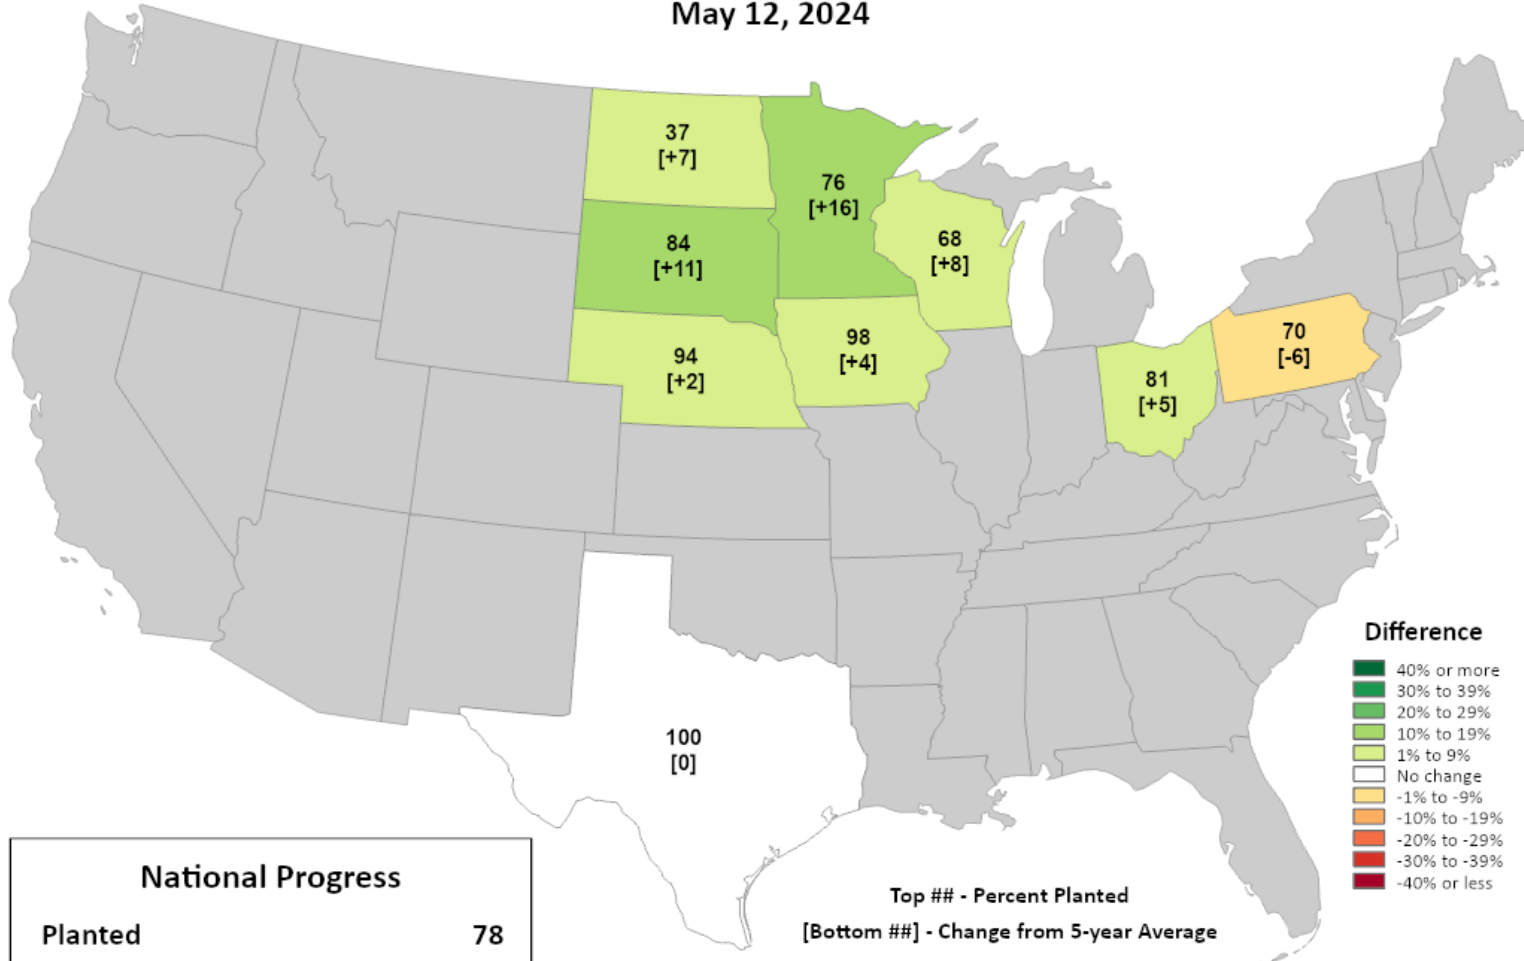 May 12, 2024
37
[+7]
76
[+16]
68
[+8]
84
[+11]
98
[+4]
94
[+2]
81
[+5]
70
[-6]
100
[0]
Difference
40% or more
30% to 39%
20% to 29%
10% to 19%
1% to 9%
No change
-1% to -9%
-10% to -19%
-20% to -29%
-30% to -39%
-40% or less
National Progress
Planted 78
Top ## - Percent Planted
[Bottom ##] - Change from 5-year Average